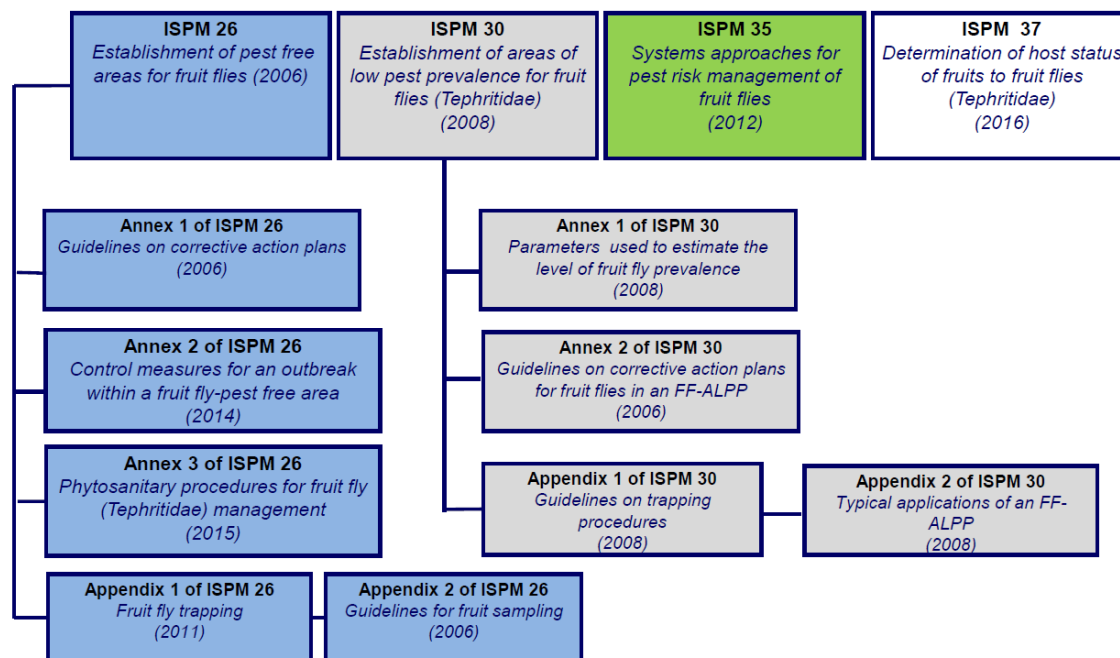 ISPM 26
Establishment of pest free
areas for fruit flies (2006)
ISPM 30
Establishment of areas of
low pest prevalence for fruit
flies (Tephritidae)
(2008)
ISPM 35
Systems approaches for
pest risk management of
fruit flies
(2012)
ISPM 37
Determination of host status
of fruits to fruit flies
(Tephritidae)
(2016)
Annex 1 of ISPM 26
Guidelines on corrective action plans
(2006)
Annex 1 of ISPM 30
Parameters used to estimate the
level of fruit fly prevalence
(2008)
Annex 2 of ISPM 26
Control measures for an outbreak
within a fruit fly-pest free area
(2014)
Annex 2 of ISPM 30
Guidelines on corrective action plans
for fruit flies in an FF-ALPP
(2006)
Annex 3 of ISPM 26
Phytosanitary procedures for fruit fly
(Tephritidae) management
(2015)
Appendix 1 of ISPM 30
Guidelines on trapping
procedures
(2008)
Appendix 2 of ISPM 30
Typical applications of an FF-
ALPP
(2008)
Appendix 1 of ISPM 26
Fruit fly trapping
(2011)
Appendix 2 of ISPM 26
Guidelines for fruit sampling
(2006)